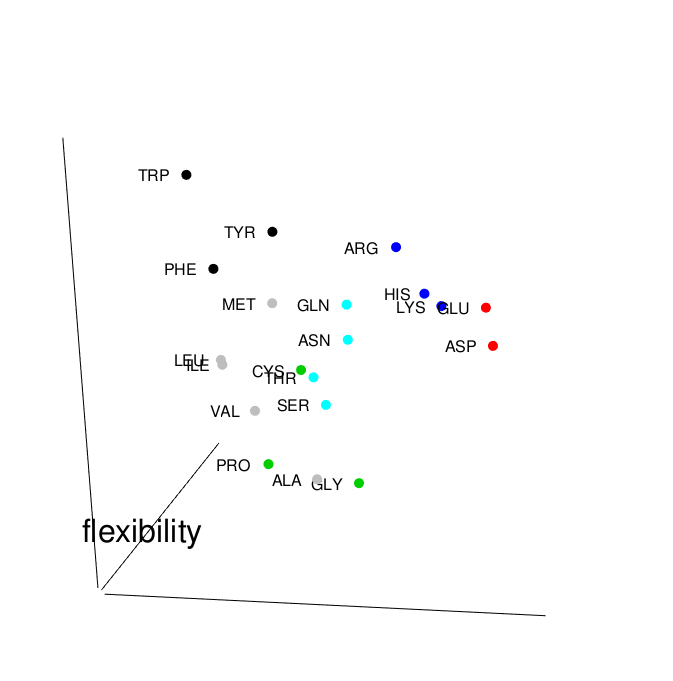 TRP
TYR
ARG
PHE
HIS
MET
GLN
LYS
GLU
ASN
ASP
LEU
ILE
CYS
THR
SER
VAL
PRO
ALA
GLY
flexibility